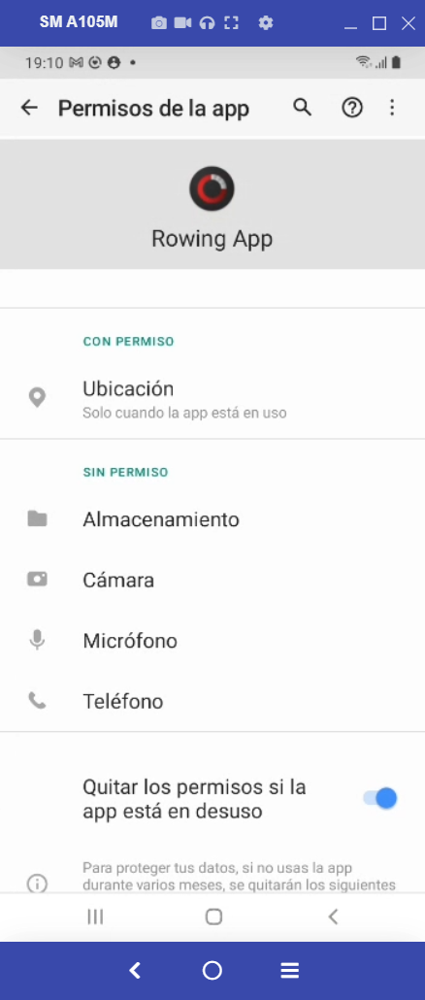 SM A105M
19:10
Permisos de la app
Rowing App
CON PERMISO
Ubicación
Solo cuando la app está en uso
SIN PERMISO
Almacenamiento
Cámara
Micrófono
Teléfono
Quitar los permisos si la
app está en desuso
Para proteger tus datos, si no usas la app
durante varios meses, se quitarán los siguientes